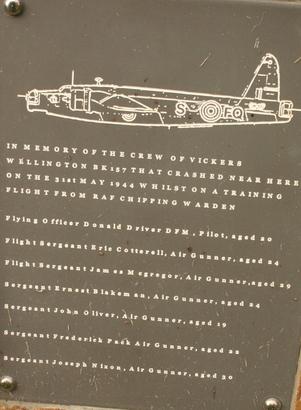 S FQ
IN MEMORY OF THE CREW OF VICKERS
WELLINGTON BK157 THAT CRASHED NEAR HERE
ON THE 31st MAY 1944 WHILST ON A TRAINING
FLIGHT FROM RAF CHIPPING WARDEN
Flying Officer Donald Driver DFM, Pilot, aged 20
Flight Sergeant Eric Cotterell, Air Gunner, aged 24
Flight Sergeant James Mcgregor, Air Gunner, aged 29
Sergeant Ernest Blakeman, Air Gunner, aged 24
Sergeant John Oliver, Air Gunner, aged 19
Sergeant Frederick Pack Air Gunner, aged 22
Sergeant Joseph Nixon, Air Gunner, aged 30